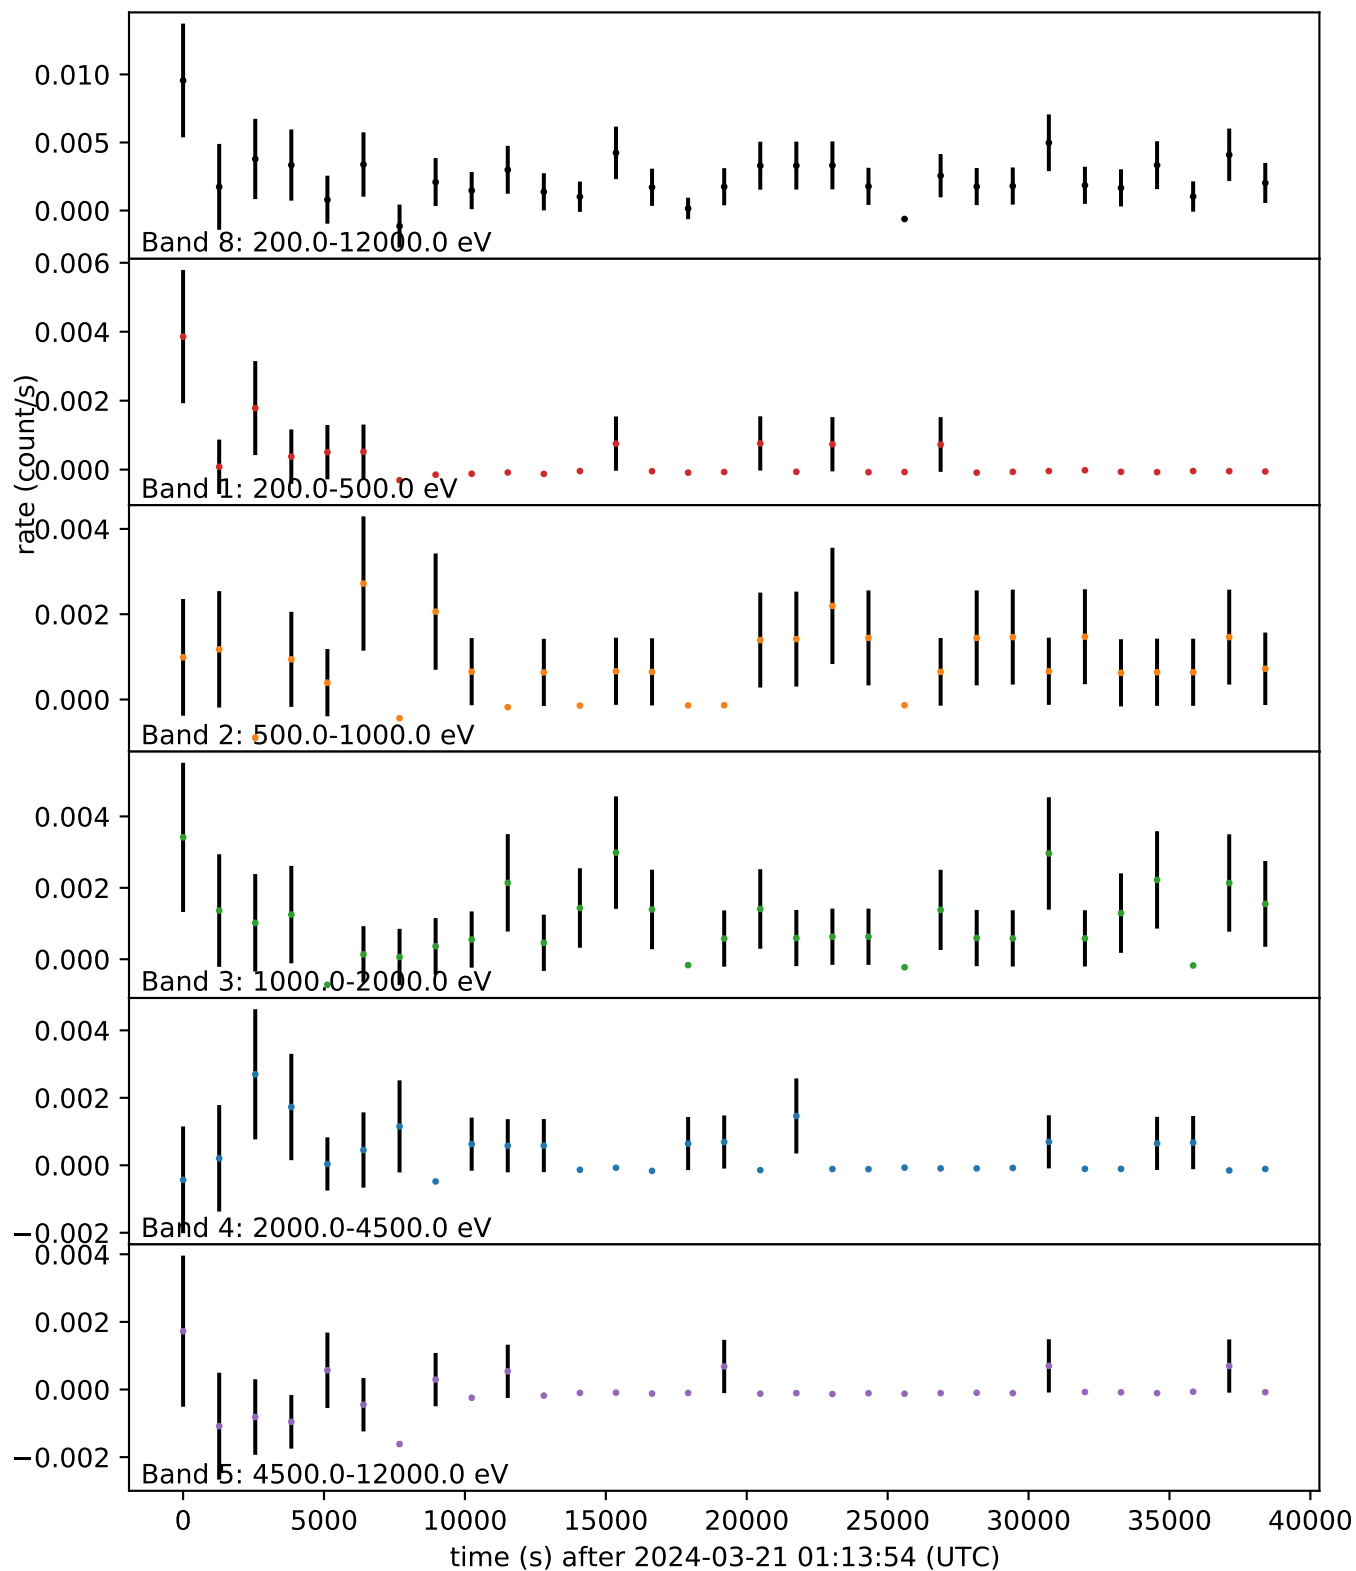 0.010
0.005
0.000
Band 8: 200.0-12000.0 eV
0.006
0.004
0.002
0.000
Band 1: 200.0-500.0 eV
rate (count/s)
0.004
0.002
0.000
Band 2: 500.0-1000.0 eV
0.004
0.002
0.000
Band 3: 1000.0-2000.0 eV
0.004
0.002
0.000
−0.002
Band 4: 2000.0-4500.0 eV
0.004
0.002
0.000
−0.002
Band 5: 4500.0-12000.0 eV
0 5000 10000 15000 20000 25000 30000 35000 40000
time (s) after 2024-03-21 01:13:54 (UTC)